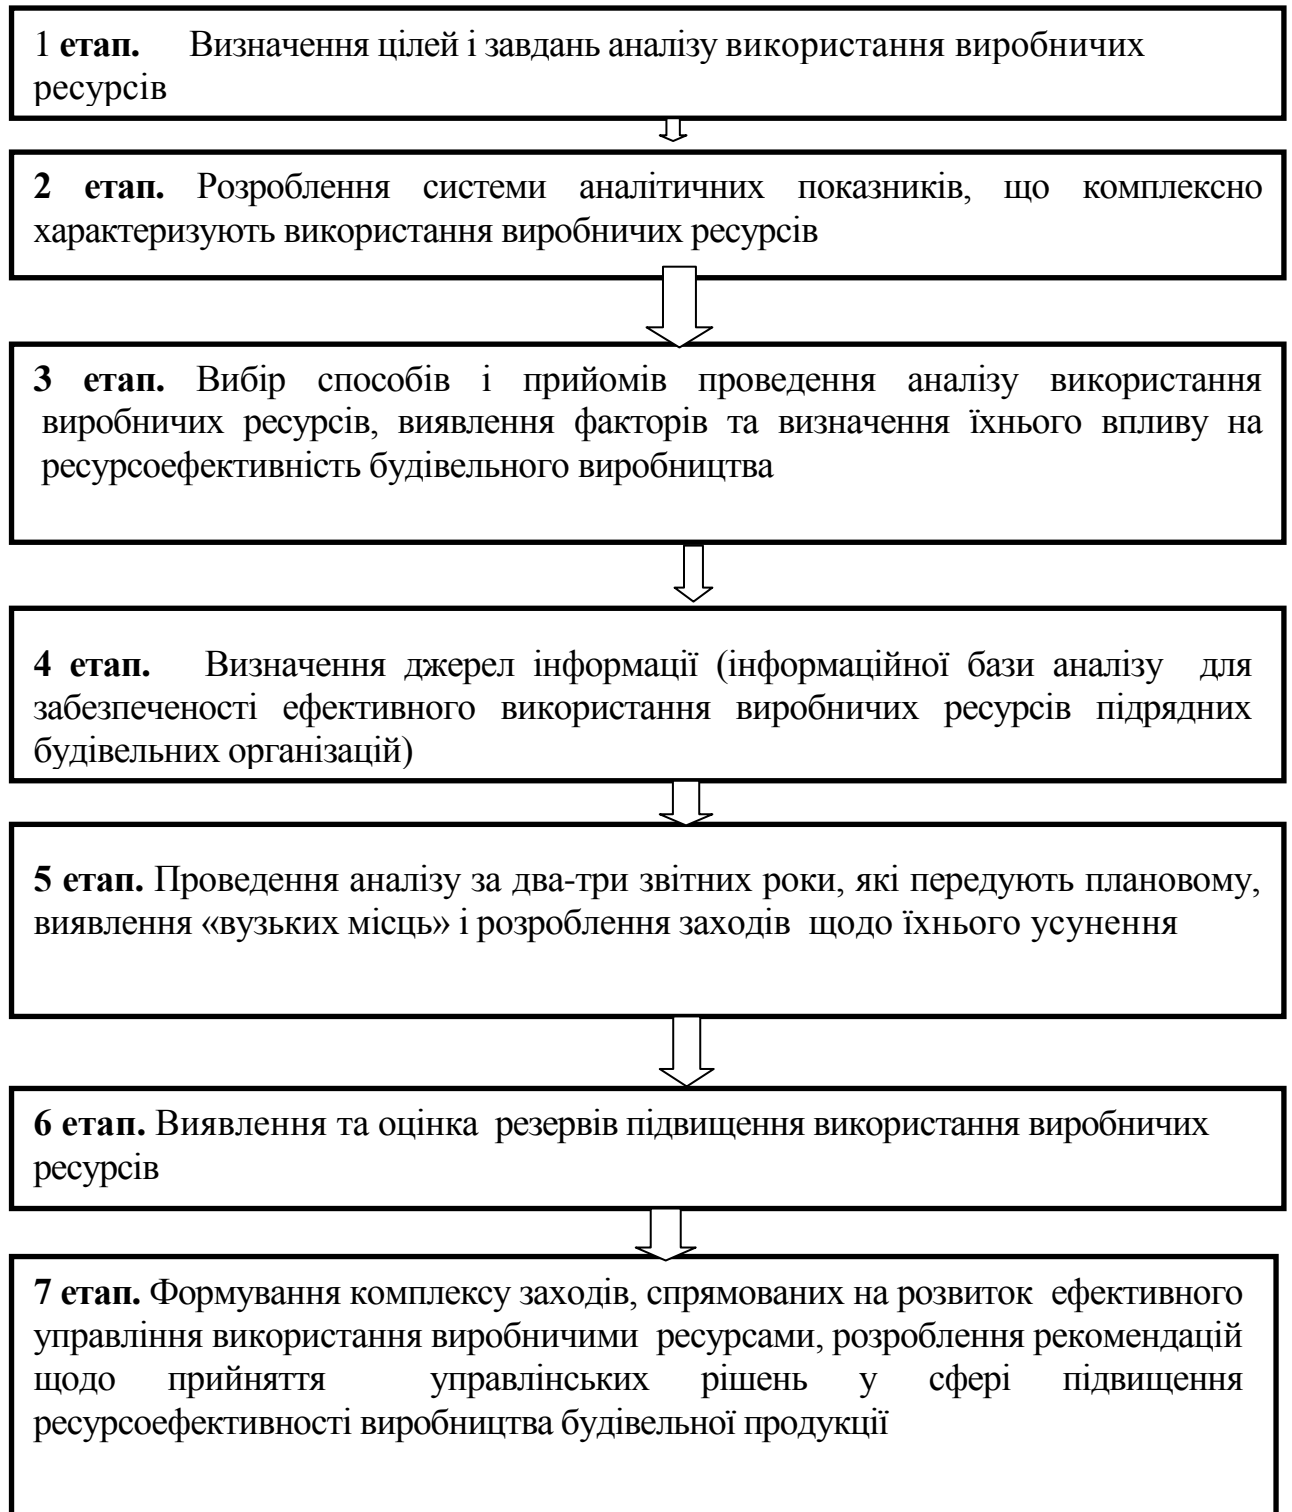 1 етап. Визначення цілей і завдань аналізу використання виробничих
ресурсів
2 етап. Розроблення системи аналітичних показників, що комплексно
характеризують використання виробничих ресурсів
3 етап. Вибір способів і прийомів проведення аналізу використання
виробничих ресурсів, виявлення факторів та визначення їхнього впливу на
ресурсоефективність будівельного виробництва
4 етап. Визначення джерел інформації (інформаційної бази аналізу для
забезпеченості ефективного використання виробничих ресурсів підрядних
будівельних організацій)
5 етап. Проведення аналізу за два-три звітних роки, які передують плановому,
виявлення «вузьких місць» і розроблення заходів щодо їхнього усунення
6 етап. Виявлення та оцінка резервів підвищення використання виробничих
ресурсів
7 етап. Формування комплексу заходів, спрямованих на розвиток ефективного
управління використання виробничими ресурсами, розроблення рекомендацій
щодо прийняття управлінських рішень у сфері підвищення
ресурсоефективності виробництва будівельної продукції